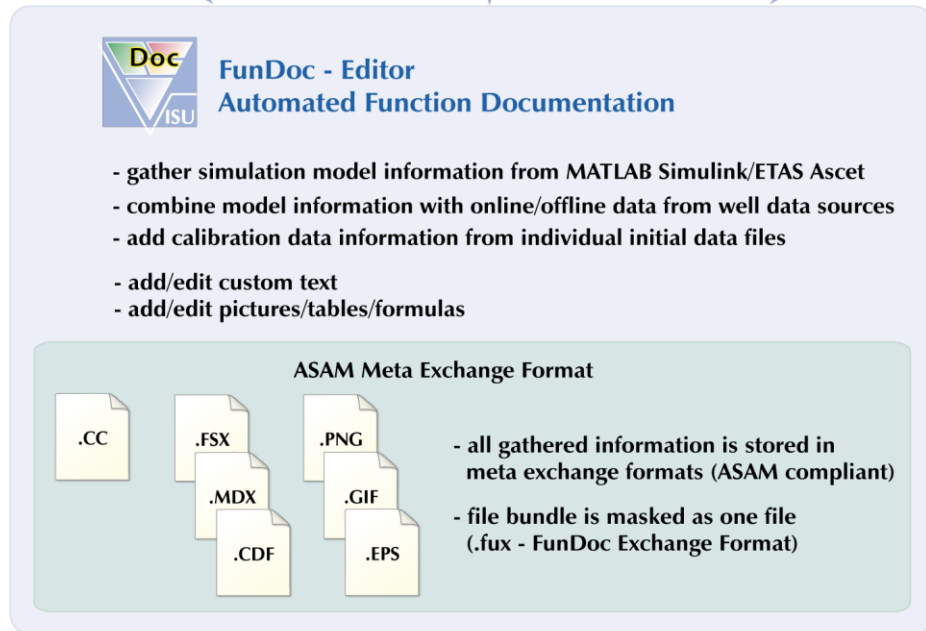 Doc
VISU
FunDoc - Editor
Automated Function Documentation
- gather simulation model information from MATLAB Simulink/ETAS Ascet
- combine model information with online/offline data from well data sources
- add calibration data information from individual initial data files
- add/edit custom text
- add/edit pictures/tables/formulas
ASAM Meta Exchange Format
.CC
.FSX
.MDX
.CDF
.PNG
.GIF
.EPS
- all gathered information is stored in
meta exchange formats (ASAM compliant)
- file bundle is masked as one file
(.fux - FunDoc Exchange Format)